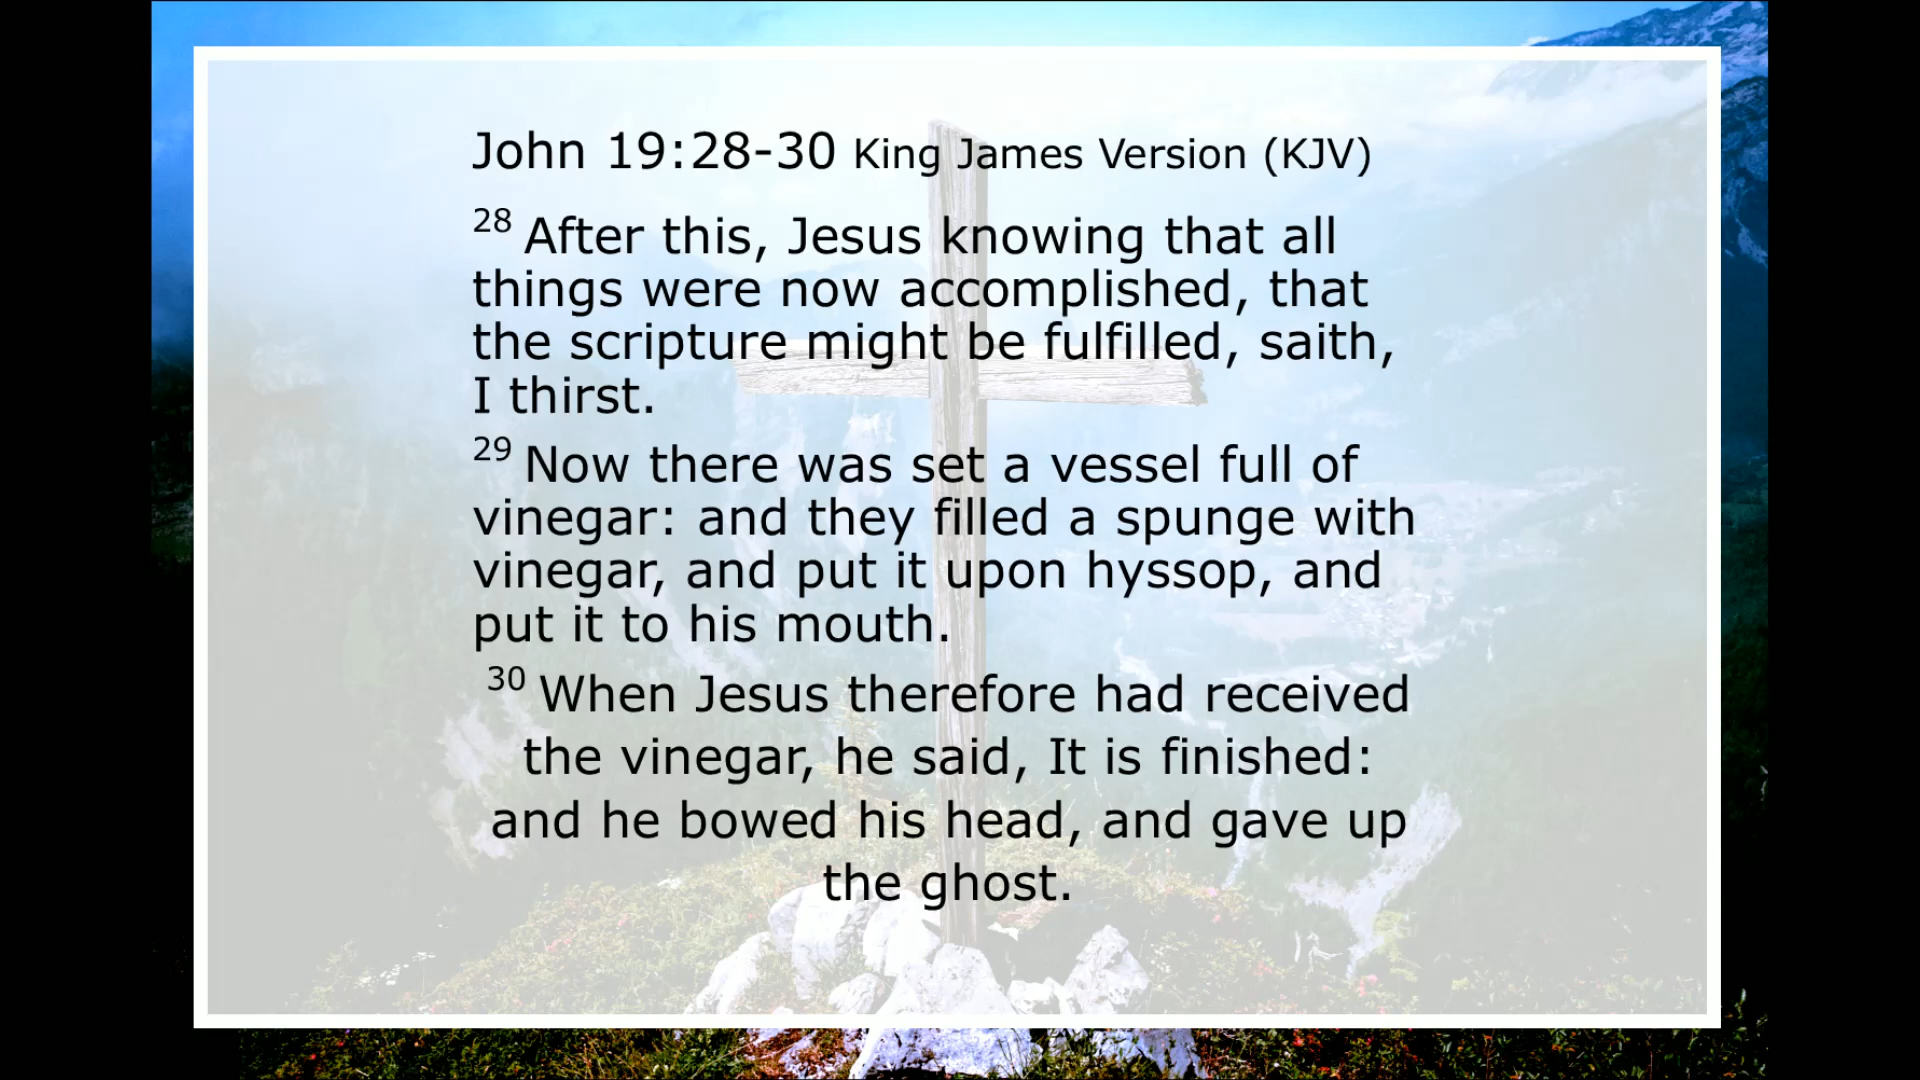 John 19:28-30 King James Version (KJV)
28 After this, Jesus knowing that all
things were now accomplished, that
the scripture might be fulfilled, saith,
I thirst.
29 Now there was set a vessel full of
vinegar: and they filled a spunge with
vinegar, and put it upon hyssop, and
put it to his mouth.
30 When Jesus therefore had received
the vinegar, he said, It is finished:
and he bowed his head, and gave up
the ghost.